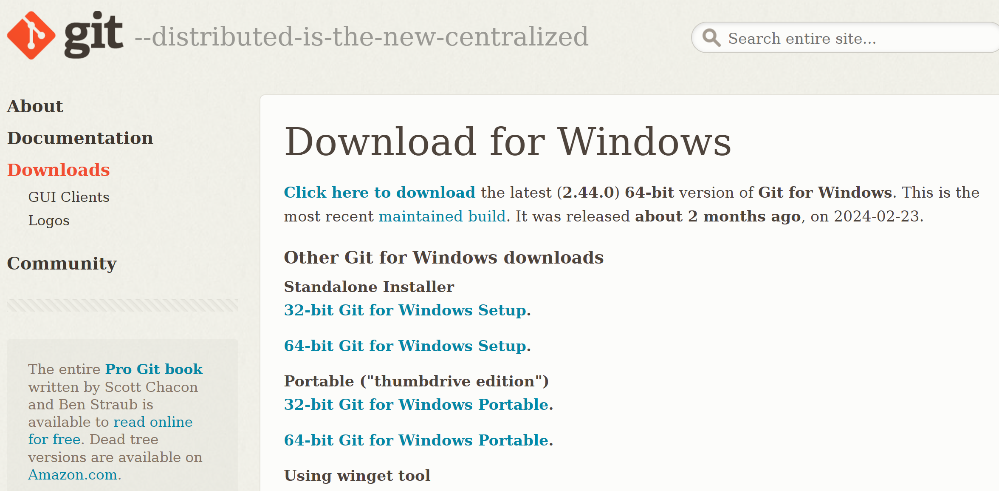 git --distributed-is-the-new-centralized
Search entire site...
About
Documentation
Downloads
GUI Clients
Logos
Community
The entire Pro Git book
written by Scott Chacon
and Ben Straub is
available to read online
for free. Dead tree
versions are available on
Amazon.com.
Download for Windows
Click here to download the latest (2.44.0) 64-bit version of Git for Windows. This is the
most recent maintained build. It was released about 2 months ago, on 2024-02-23.
Other Git for Windows downloads
Standalone Installer
32-bit Git for Windows Setup.
64-bit Git for Windows Setup.
Portable ("thumbdrive edition")
32-bit Git for Windows Portable.
64-bit Git for Windows Portable.
Using winget tool